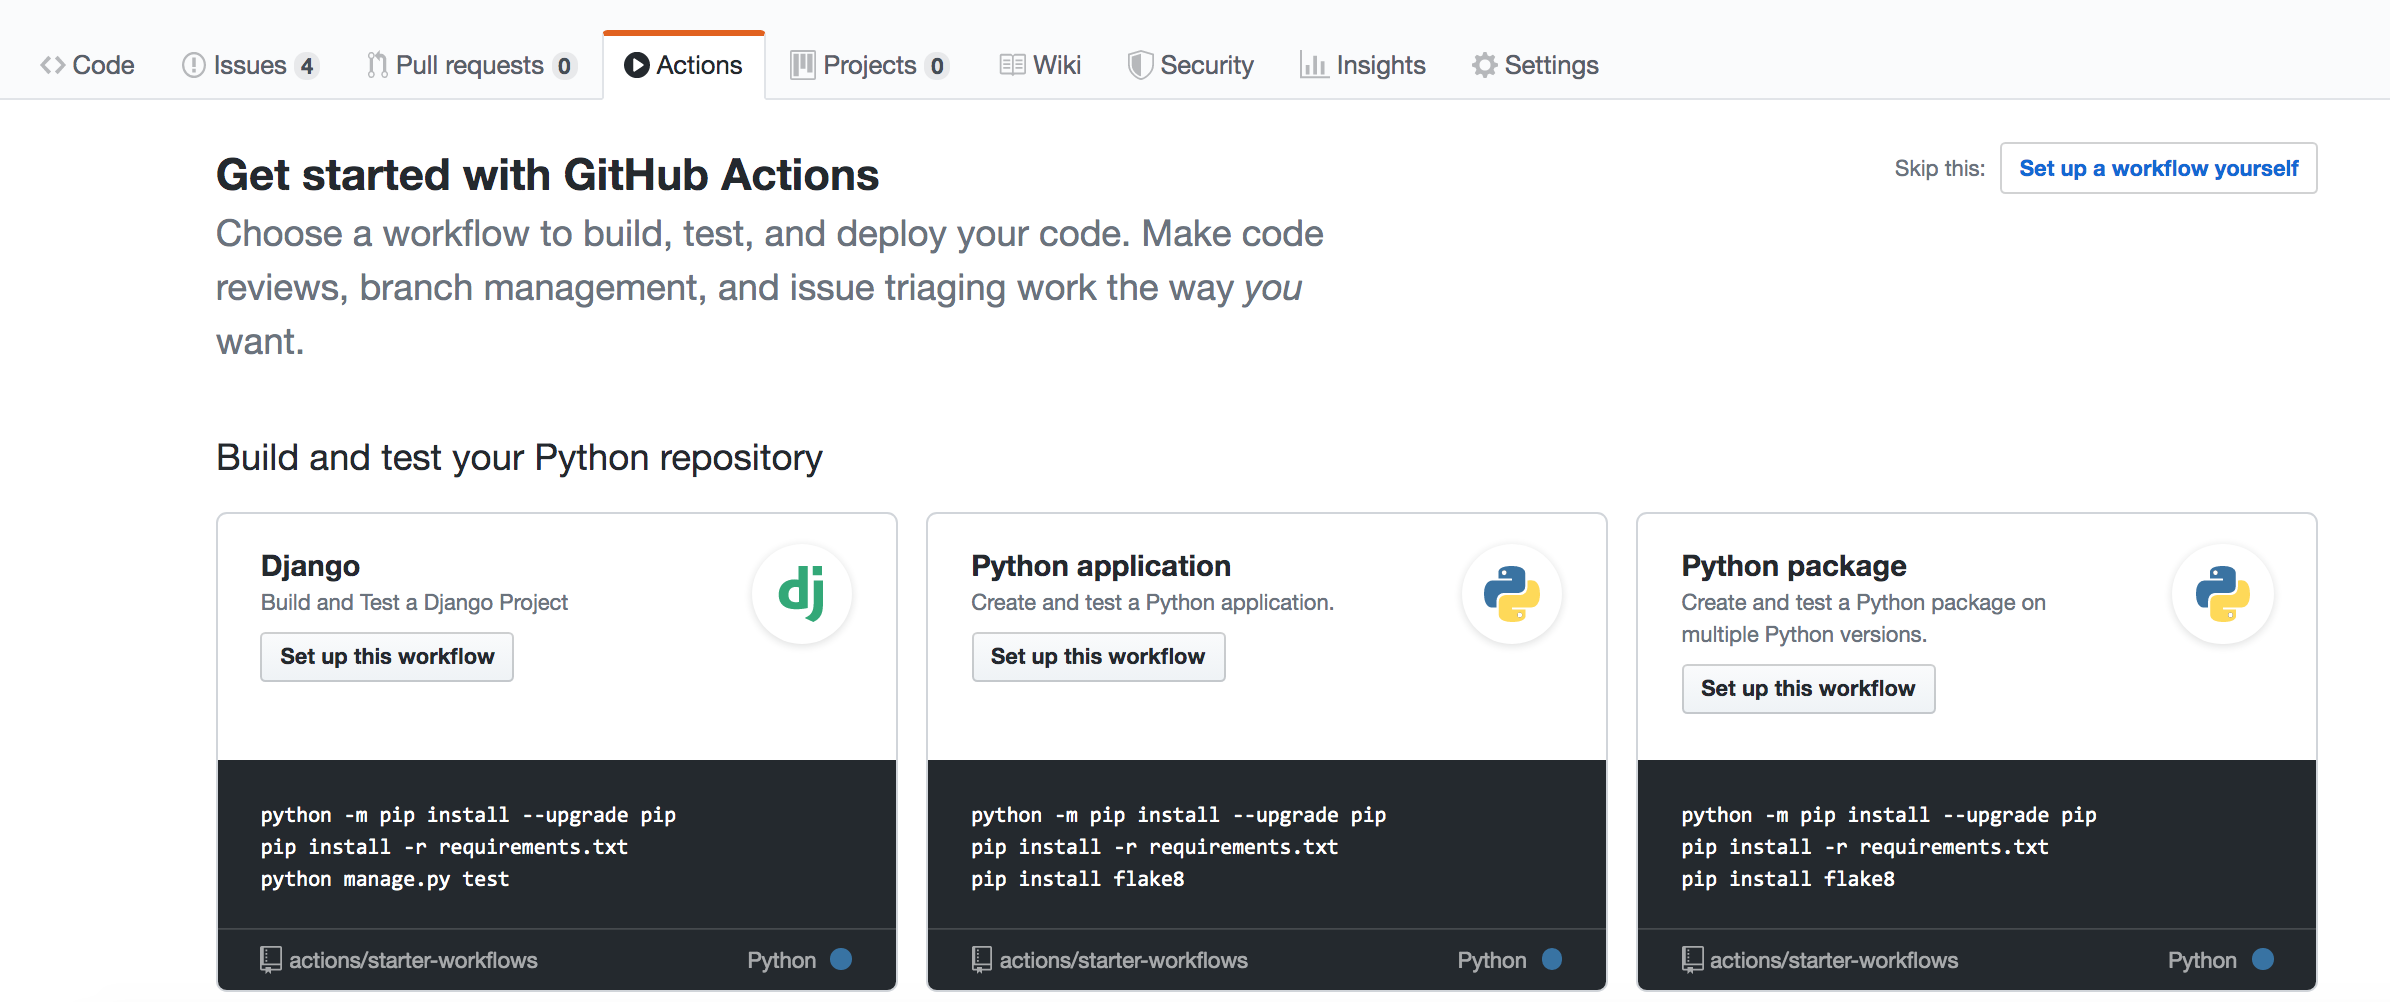 Code Issues 4 Pull requests 0 Actions Projects 0 Wiki Security Insights Settings
Get started with GitHub Actions
Skip this: Set up a workflow yourself
Choose a workflow to build, test, and deploy your code. Make code
reviews, branch management, and issue triaging work the way you
want.
Build and test your Python repository
Django
Build and Test a Django Project
Set up this workflow
dj
python -m pip install --upgrade pip
pip install -r requirements.txt
python manage.py test
actions/starter-workflows Python
Python application
Create and test a Python application.
Set up this workflow
python -m pip install --upgrade pip
pip install -r requirements.txt
pip install flake8
actions/starter-workflows Python
Python package
Create and test a Python package on
multiple Python versions.
Set up this workflow
python -m pip install --upgrade pip
pip install -r requirements.txt
pip install flake8
actions/starter-workflows Python